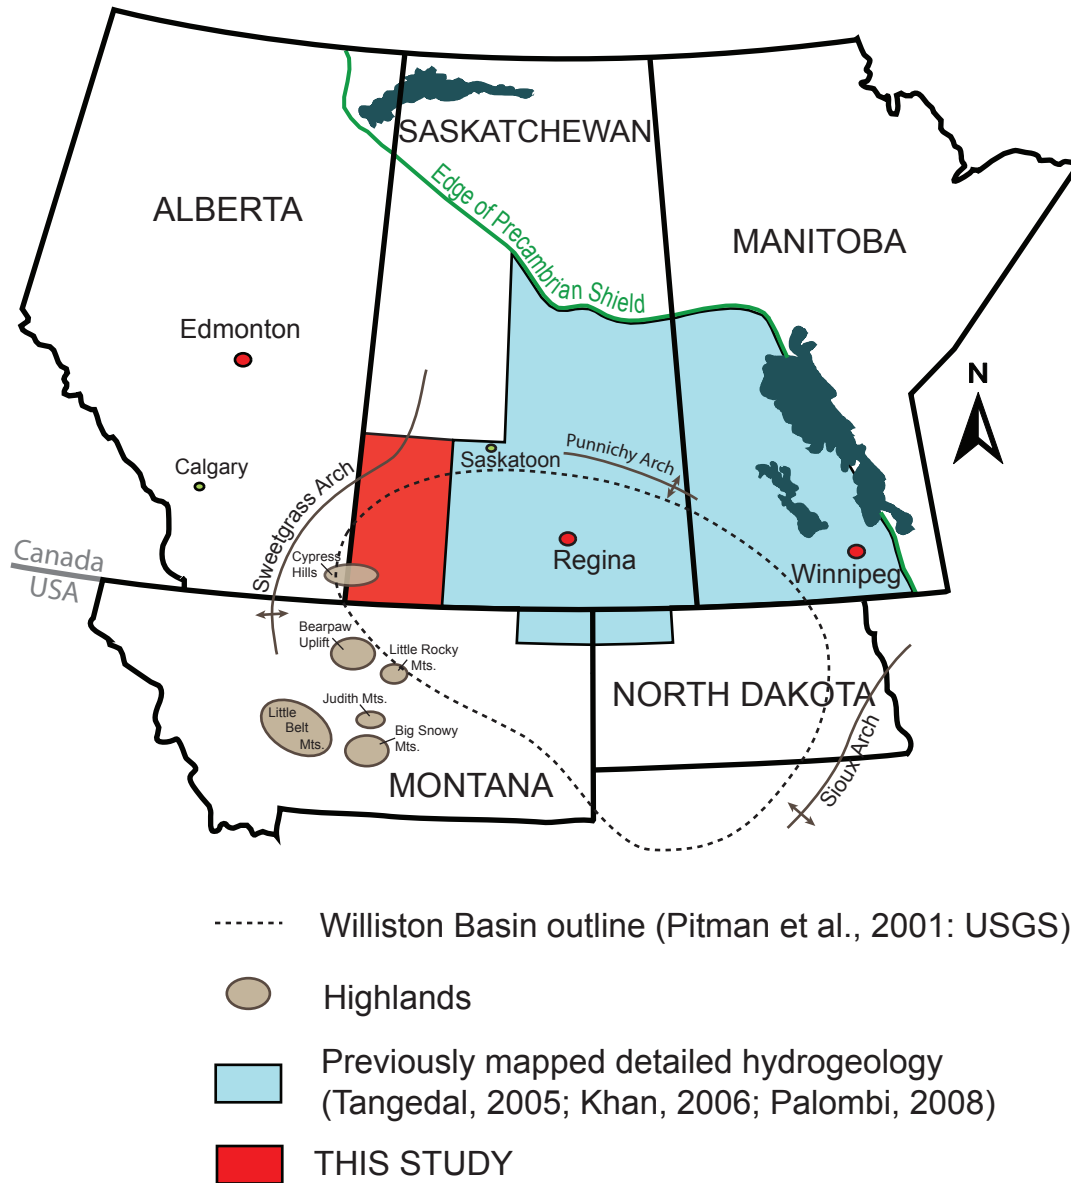 SASKATCHEWAN
ALBERTA
Edge of Precambrian Shield
MANITOBA
Edmonton
N
Calgary
Saskatoon
Punnichy Arch
Sweetgrass Arch
Canada
USA
Cypress
Hills
Regina
Winnipeg
Bearpaw
Uplift
Little Rocky
Mts.
NORTH DAKOTA
Judith Mts.
Little
Belt
Mts.
Big Snowy
Mts.
MONTANA
Sioux Arch
Williston Basin outline (Pitman et al., 2001: USGS)
Highlands
Previously mapped detailed hydrogeology
(Tangedal, 2005; Khan, 2006; Palombi, 2008)
THIS STUDY